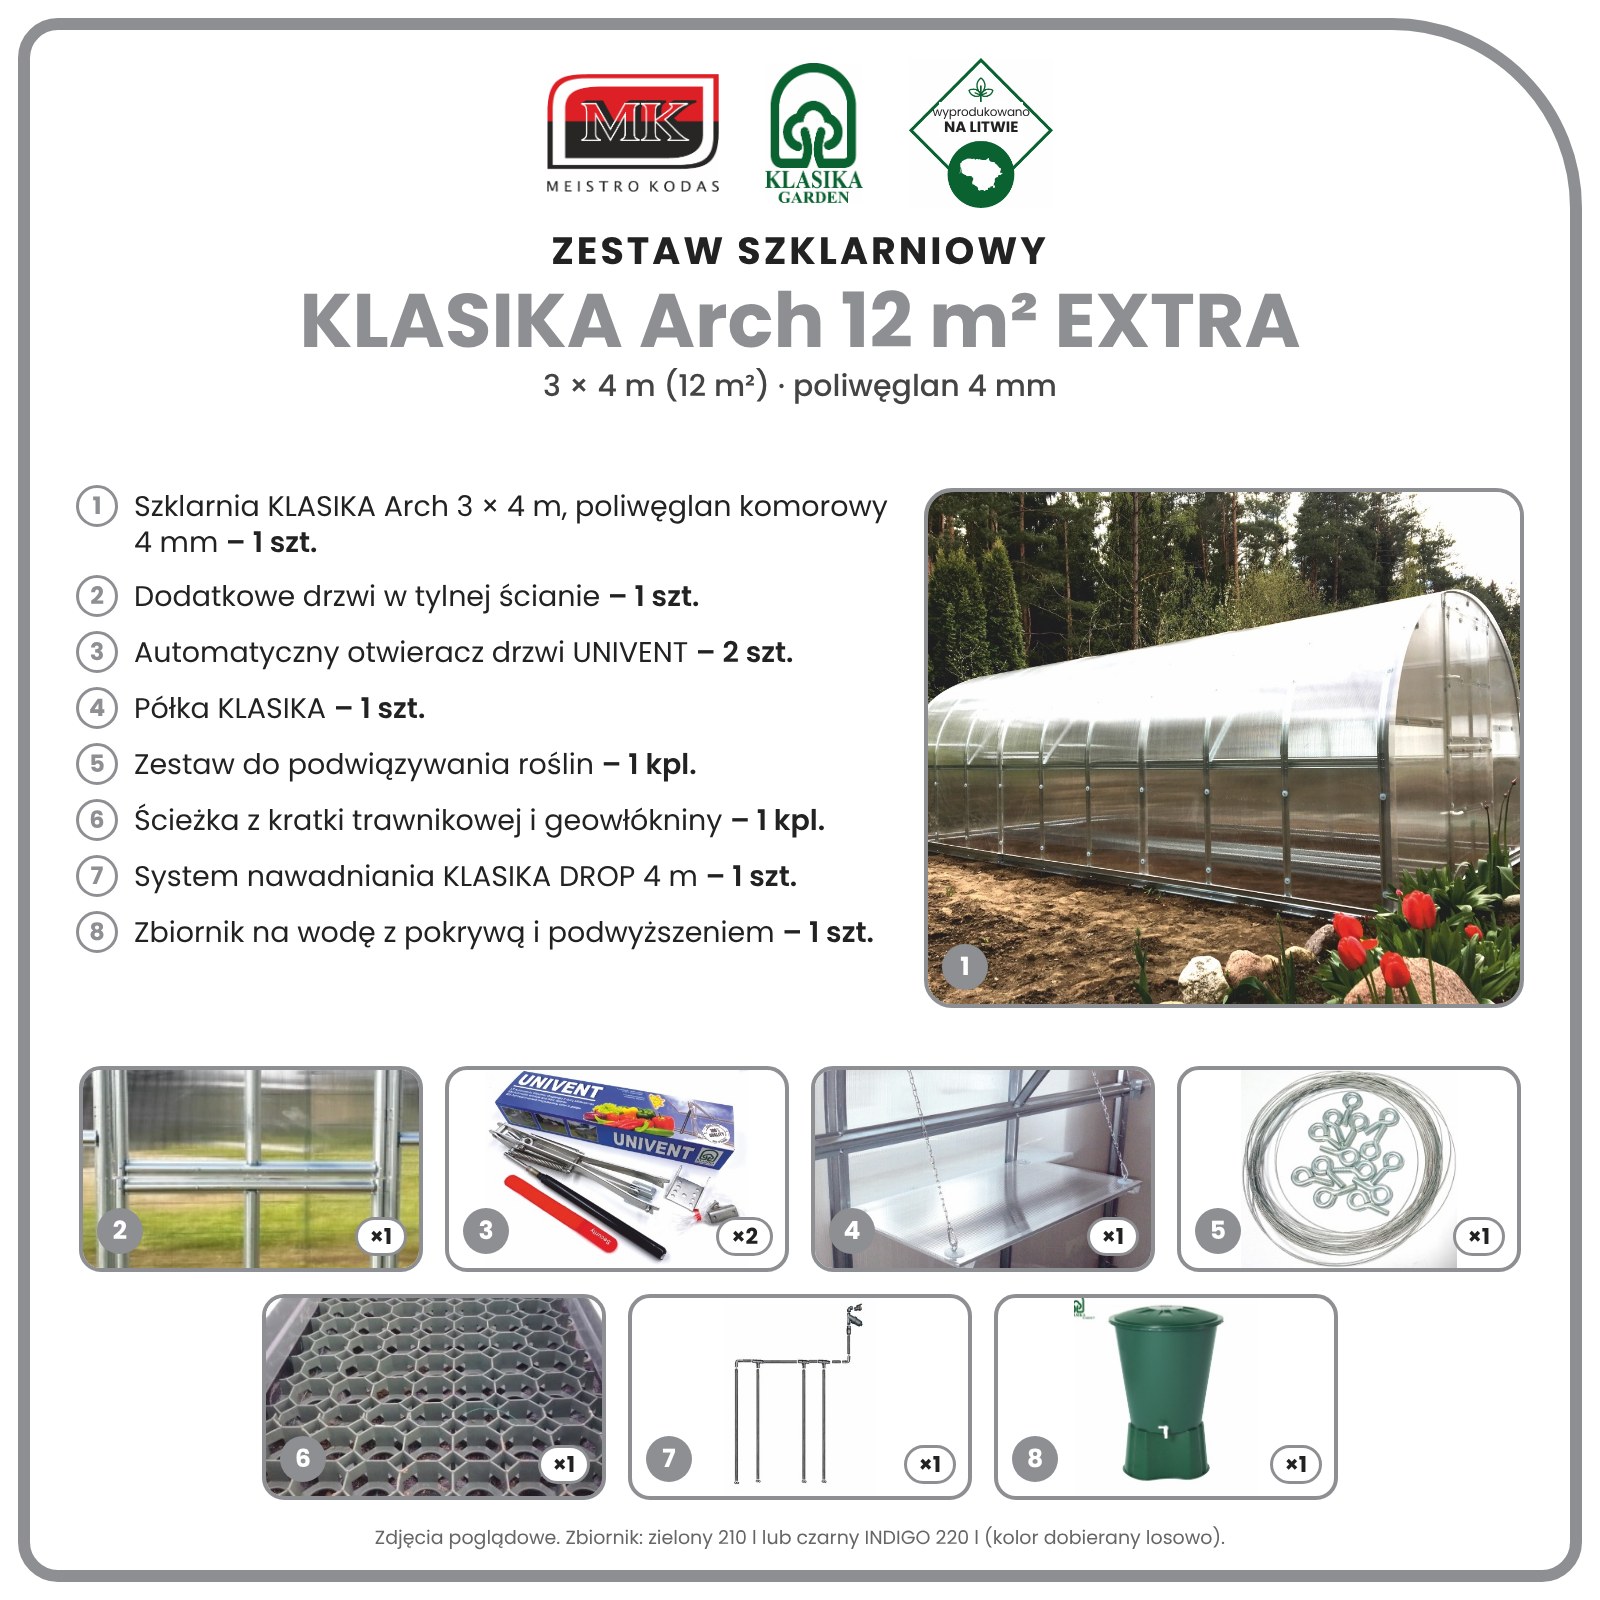 MK
MEISTRO KODAS
KLASIKA
GARDEN
wyprodukowano
NA LITWIE
ZESTAW SZKLARNIOWY
KLASIKA Arch 12 m² EXTRA
3 × 4 m (12 m²) · poliwęglan 4 mm
1 Szklarnia KLASIKA Arch 3 × 4 m, poliwęglan komorowy
4 mm – 1 szt.
2 Dodatkowe drzwi w tylnej ścianie – 1 szt.
3 Automatyczny otwieracz drzwi UNIVENT – 2 szt.
4 Półka KLASIKA – 1 szt.
5 Zestaw do podwiązywania roślin – 1 kpl.
6 Ścieżka z kratki trawnikowej i geowłókniny – 1 kpl.
7 System nawadniania KLASIKA DROP 4 m – 1 szt.
8 Zbiornik na wodę z pokrywą i podwyższeniem – 1 szt.
1
2 ×1
UNIVENT
UNIVENT
Security
3 ×2
4 ×1
5 ×1
6 ×1
7 ×1
8 ×1
Zdjęcia poglądowe. Zbiornik: zielony 210 l lub czarny INDIGO 220 l (kolor dobierany losowo).